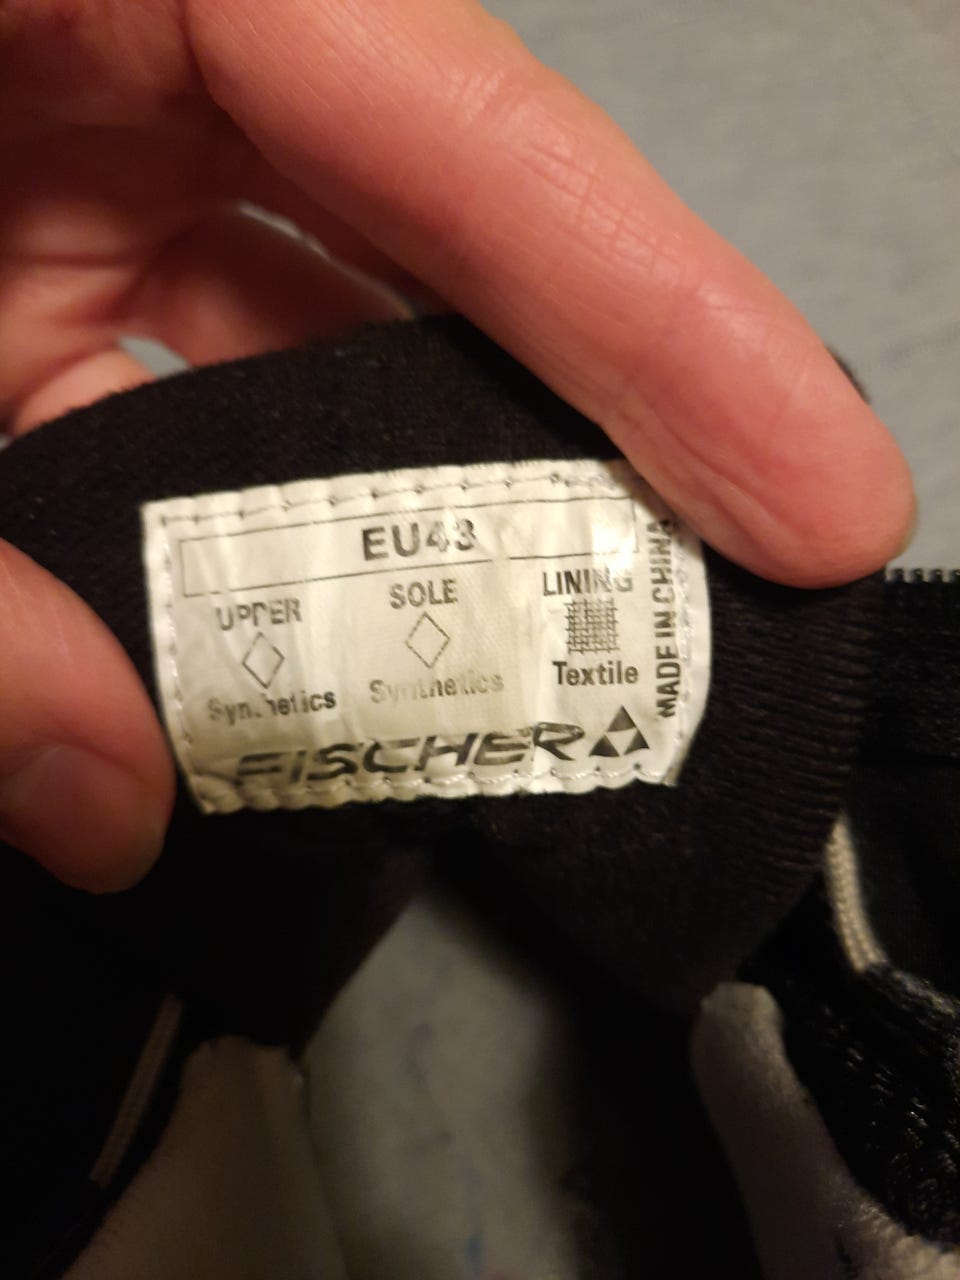 EU43
UPPER
Synthetics
SOLE
Synthetics
LINING
Textile
MADE IN CHINA
FISCHER